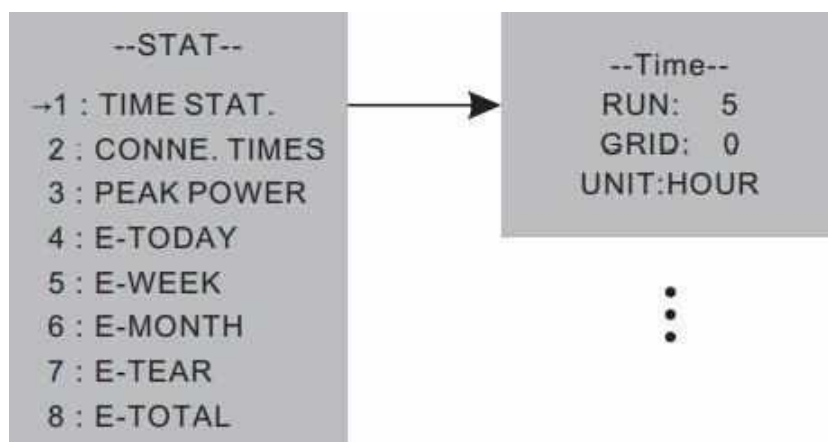 --STAT--
→1 : TIME STAT.
2 : CONNE. TIMES
3 : PEAK POWER
4 : E-TODAY
5 : E-WEEK
6 : E-MONTH
7 : E-TEAR
8 : E-TOTAL
--Time--
RUN: 5
GRID: 0
UNIT:HOUR